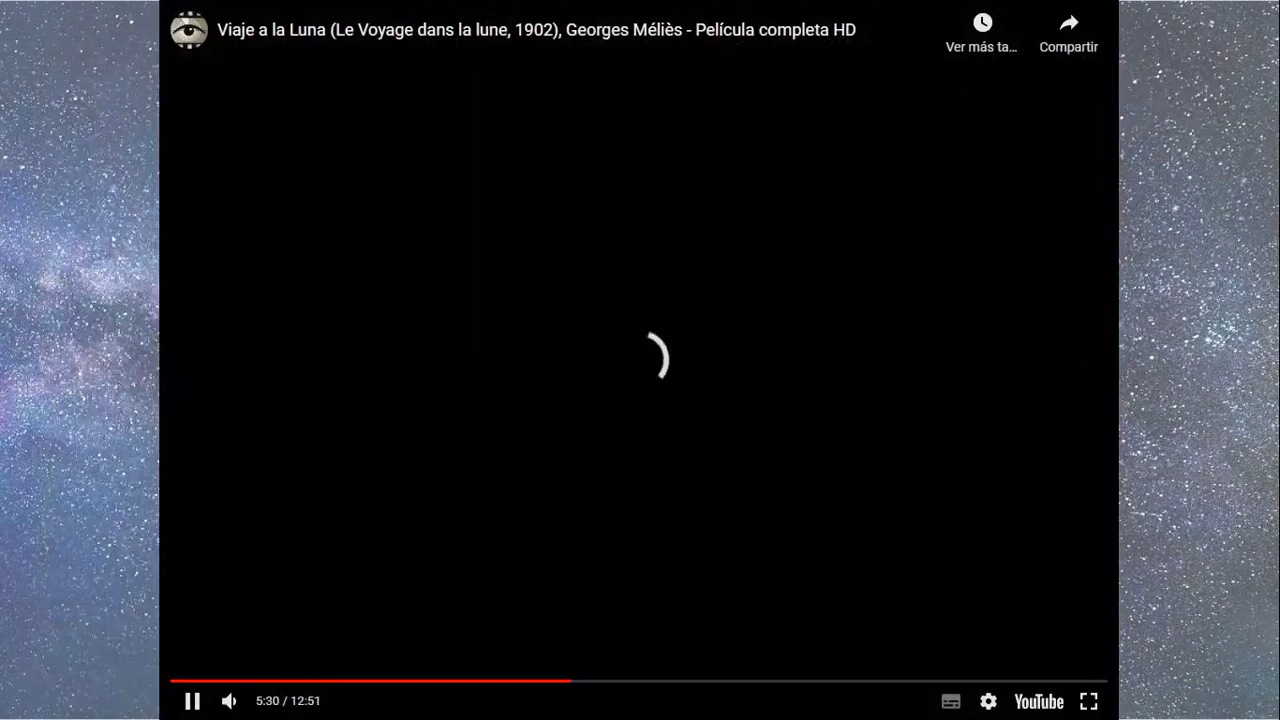 Viaje a la Luna (Le Voyage dans la lune, 1902), Georges Méliès - Película completa HD
Ver más ta...
Compartir
5:30 / 12:51
YouTube